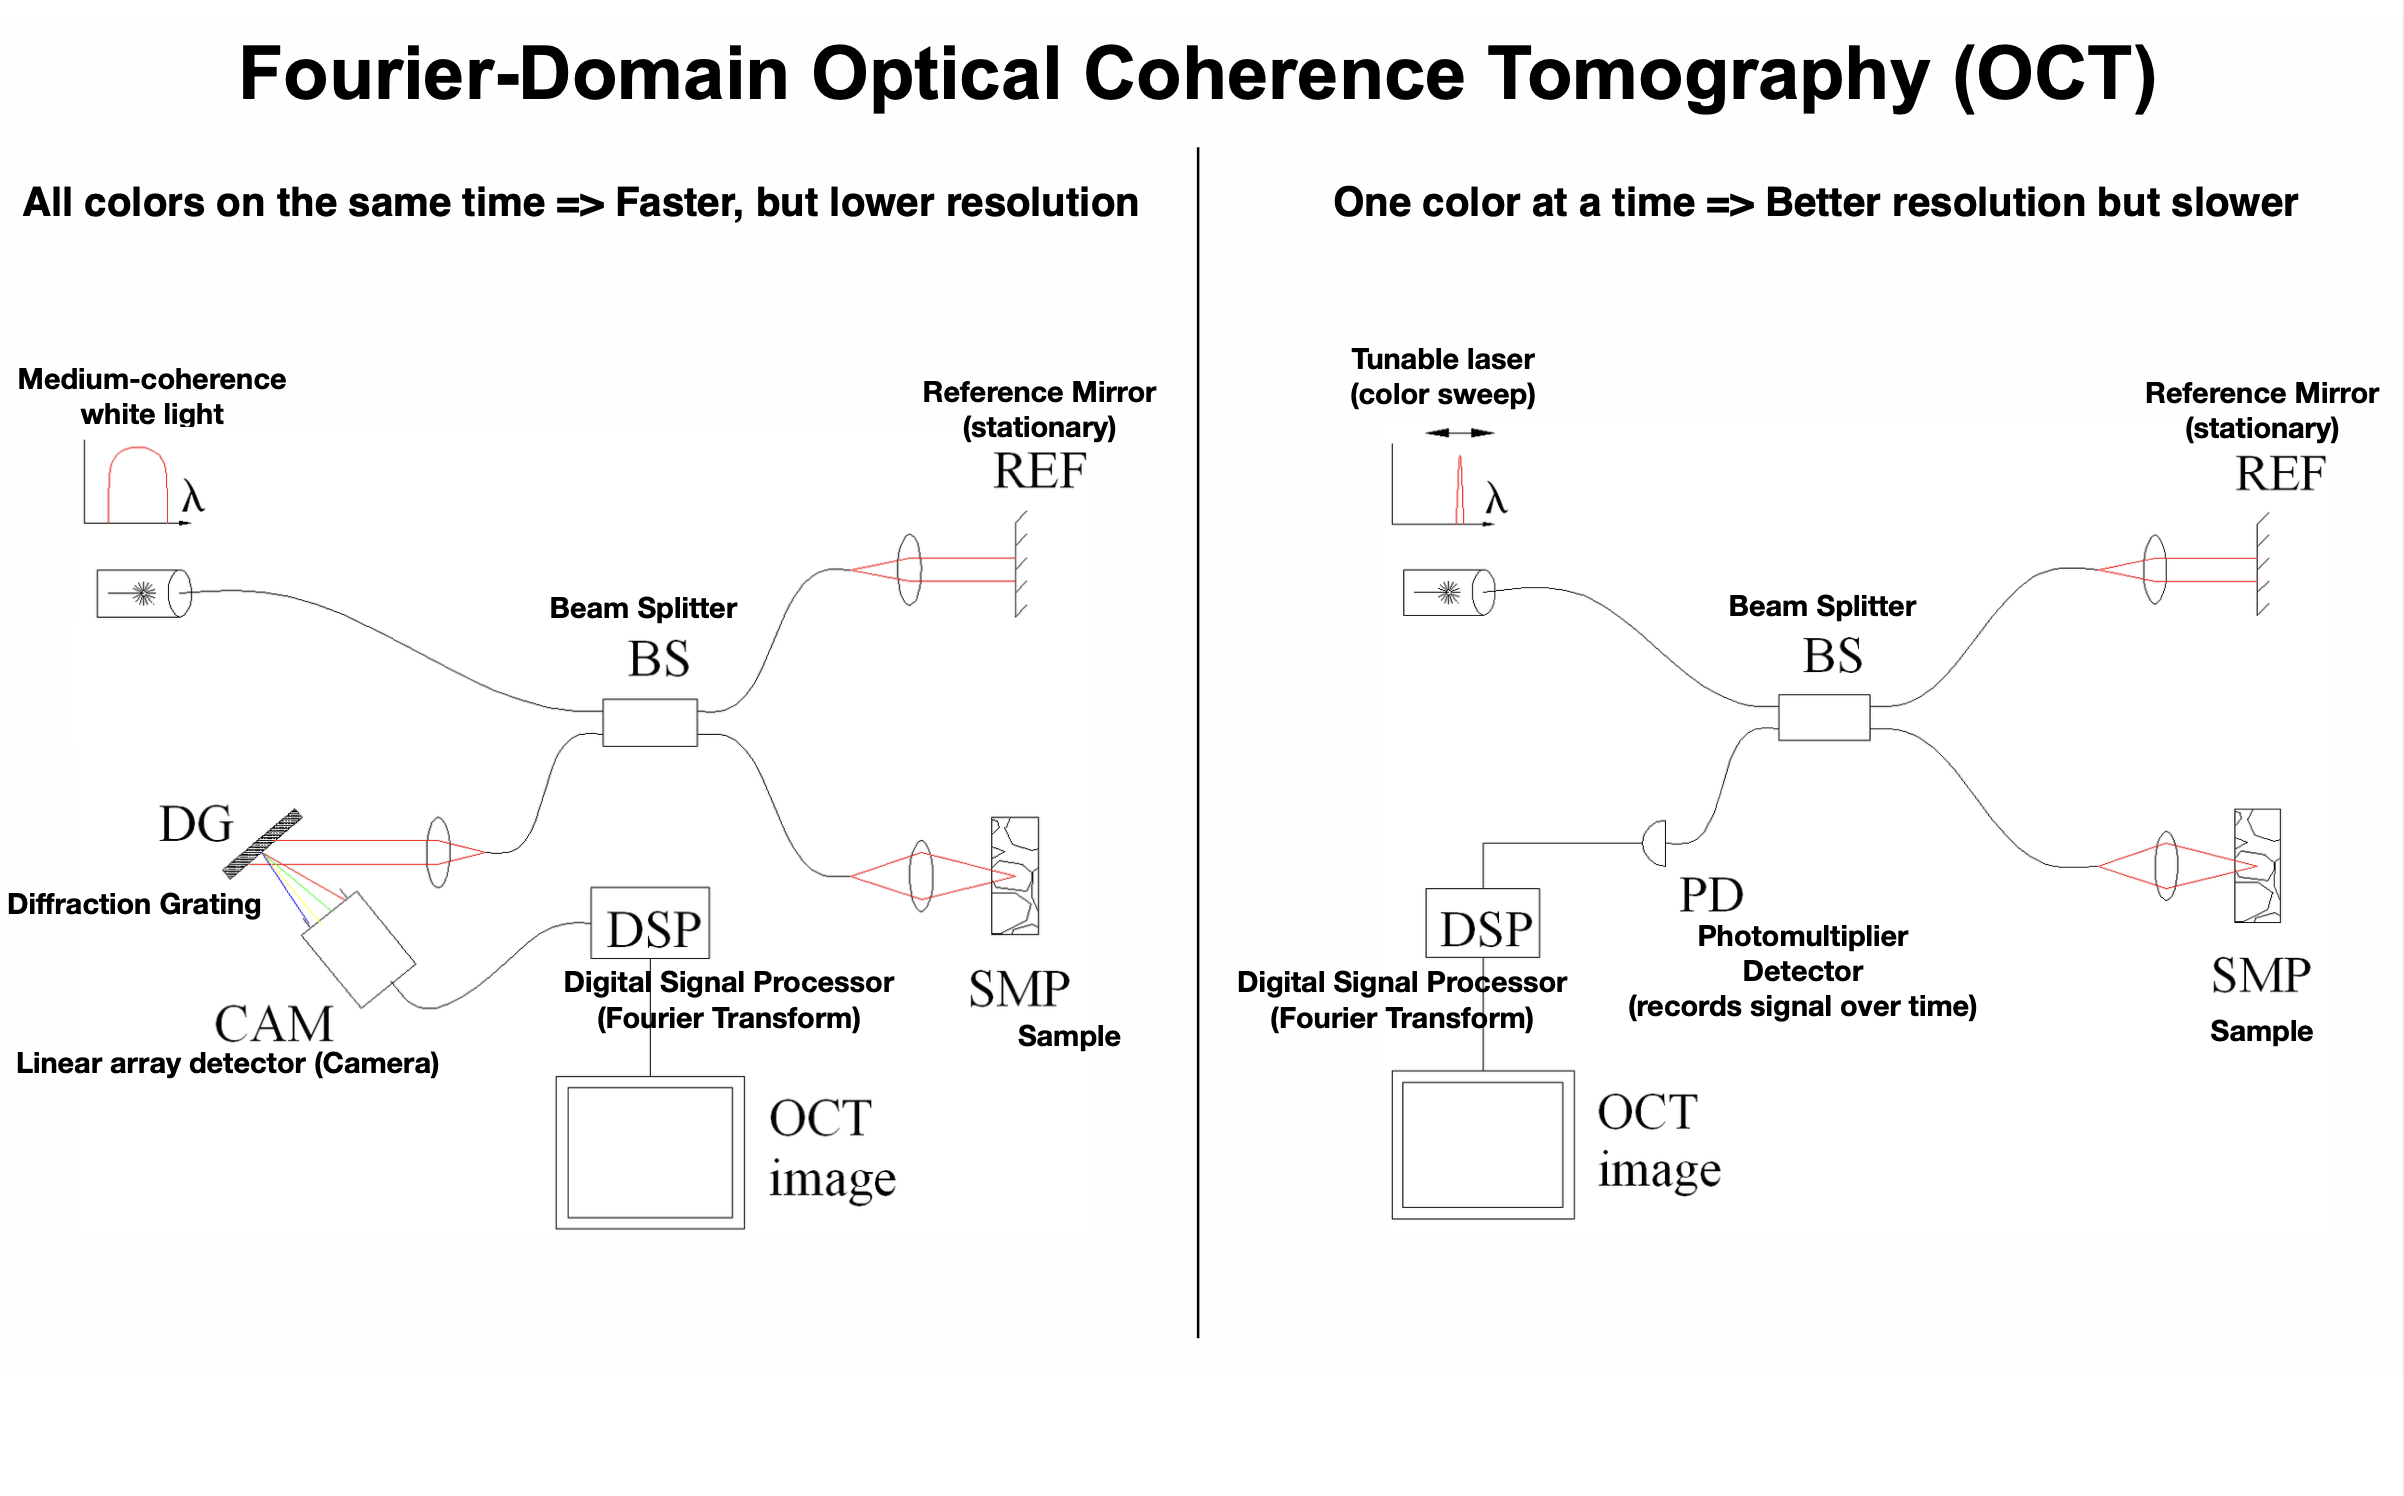 Fourier-Domain Optical Coherence Tomography (OCT)
All colors on the same time => Faster, but lower resolution
Medium-coherence
white light
λ
Reference Mirror
(stationary)
REF
Beam Splitter
BS
DG
Diffraction Grating
CAM
Linear array detector (Camera)
DSP
Digital Signal Processor
(Fourier Transform)
SMP
Sample
OCT
image
One color at a time => Better resolution but slower
Tunable laser
(color sweep)
λ
Reference Mirror
(stationary)
REF
Beam Splitter
BS
PD
Photomultiplier
Detector
(records signal over time)
DSP
Digital Signal Processor
(Fourier Transform)
SMP
Sample
OCT
image